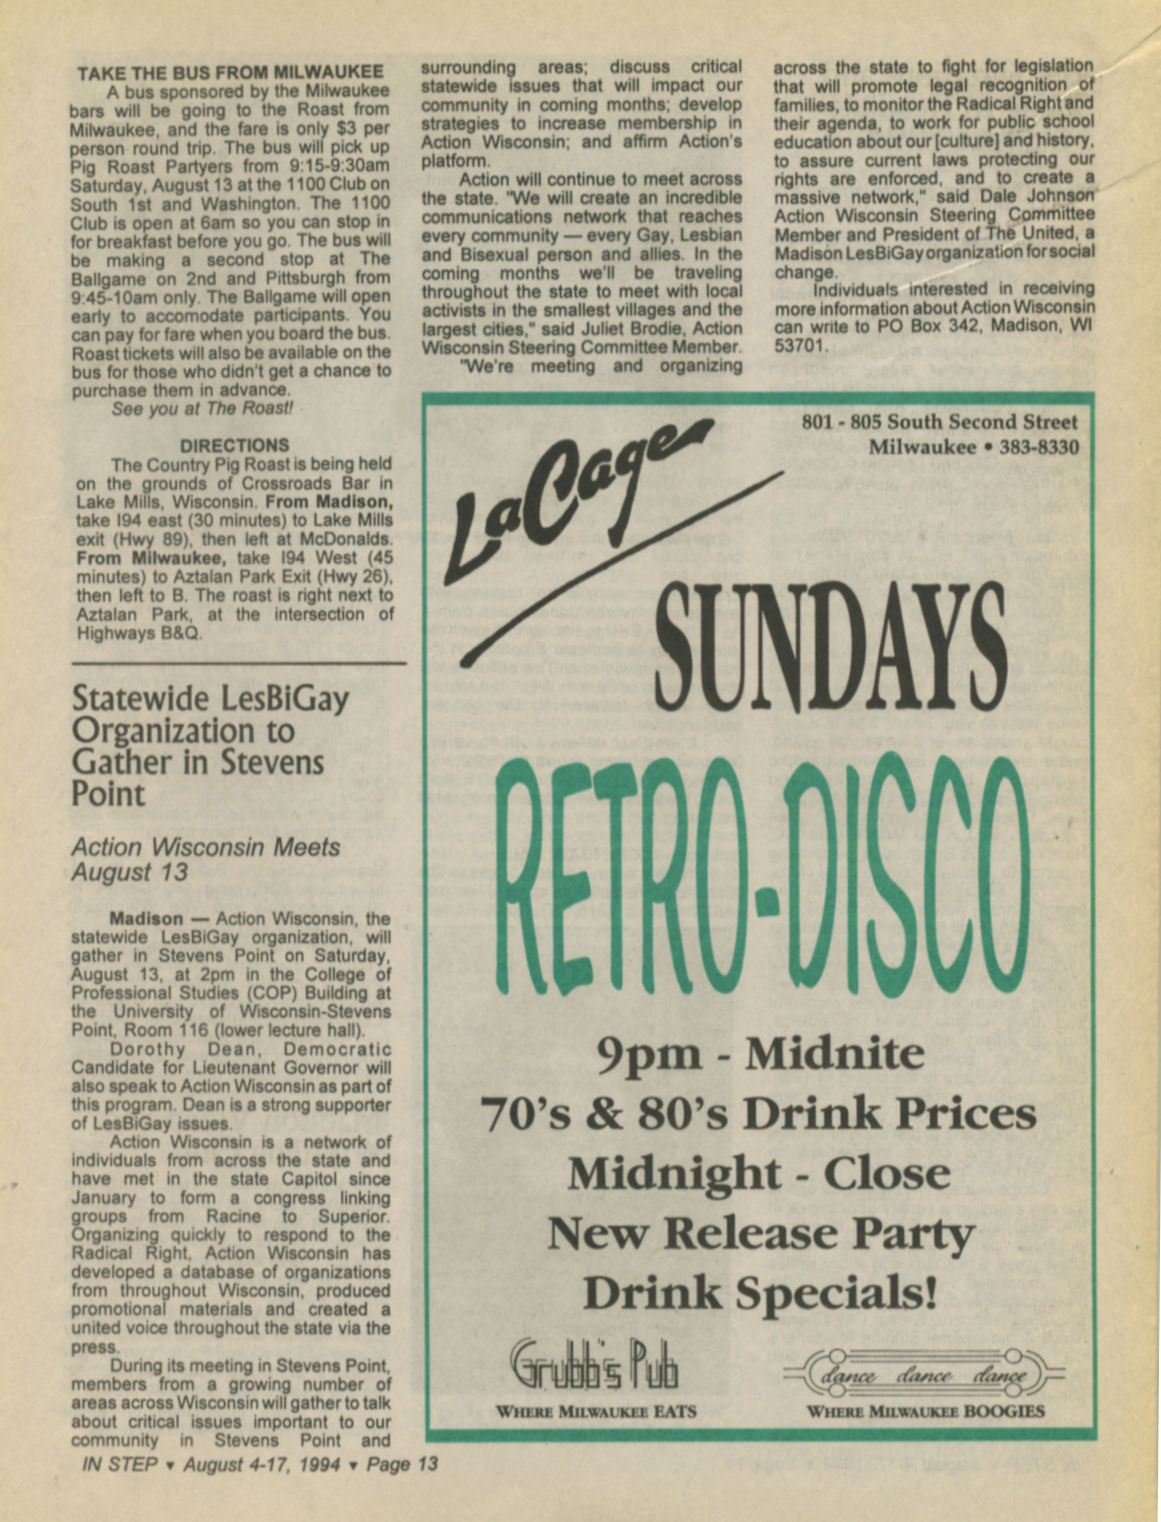 TAKE THE BUS FROM MILWAUKEE
A bus sponsored by the Milwaukee
bars will be going to the Roast from
Milwaukee, and the fare is only $3 per
person round trip. The bus will pick up
Pig Roast Partyers from 9:15-9:30am
Saturday, August 13 at the 1100 Club on
South 1st and Washington. The 1100
Club is open at 6am so you can stop in
for breakfast before you go. The bus will
be making a second stop at The
Ballgame on 2nd and Pittsburgh from
9:45-10am only. The Ballgame will open
early to accomodate participants. You
can pay for fare when you board the bus.
Roast tickets will also be available on the
bus for those who didn't get a chance to
purchase them in advance.
See you at The Roast!
DIRECTIONS
The Country Pig Roast is being held
on the grounds of Crossroads Bar in
Lake Mills, Wisconsin. From Madison,
take I94 east (30 minutes) to Lake Mills
exit (Hwy 89), then left at McDonalds.
From Milwaukee, take I94 West (45
minutes) to Aztalan Park Exit (Hwy 26),
then left to B. The roast is right next to
Aztalan Park, at the intersection of
Highways B&Q.
Statewide LesBiGay
Organization to
Gather in Stevens
Point
Action Wisconsin Meets
August 13
Madison — Action Wisconsin, the
statewide LesBiGay organization, will
gather in Stevens Point on Saturday,
August 13, at 2pm in the College of
Professional Studies (COP) Building at
the University of Wisconsin-Stevens
Point, Room 116 (lower lecture hall).
Dorothy Dean, Democratic
Candidate for Lieutenant Governor will
also speak to Action Wisconsin as part of
this program. Dean is a strong supporter
of LesBiGay issues.
Action Wisconsin is a network of
individuals from across the state and
have met in the state Capitol since
January to form a congress linking
groups from Racine to Superior.
Organizing quickly to respond to the
Radical Right, Action Wisconsin has
developed a database of organizations
from throughout Wisconsin, produced
promotional materials and created a
united voice throughout the state via the
press.
During its meeting in Stevens Point,
members from a growing number of
areas across Wisconsin will gather to talk
about critical issues important to our
community in Stevens Point and
surrounding areas; discuss critical
statewide issues that will impact our
community in coming months; develop
strategies to increase membership in
Action Wisconsin; and affirm Action's
platform.
Action will continue to meet across
the state. "We will create an incredible
communications network that reaches
every community — every Gay, Lesbian
and Bisexual person and allies. In the
coming months we'll be traveling
throughout the state to meet with local
activists in the smallest villages and the
largest cities," said Juliet Brodie, Action
Wisconsin Steering Committee Member.
"We're meeting and organizing
across the state to fight for legislation
that will promote legal recognition of
families, to monitor the Radical Right and
their agenda, to work for public school
education about our [culture] and history,
to assure current laws protecting our
rights are enforced, and to create a
massive network," said Dale Johnson
Action Wisconsin Steering Committee
Member and President of The United, a
Madison LesBiGay organization for social
change.
Individuals interested in receiving
more information about Action Wisconsin
can write to PO Box 342, Madison, WI
53701.
801 - 805 South Second Street
Milwaukee • 383-8330
LaCage
SUNDAYS
RETRO-DISCO
9pm - Midnite
70's & 80's Drink Prices
Midnight - Close
New Release Party
Drink Specials!
Grubb's Pub
WHERE MILWAUKEE EATS
dance dance dance
WHERE MILWAUKEE BOOGIES
IN STEP ▼ August 4-17, 1994 ▼ Page 13